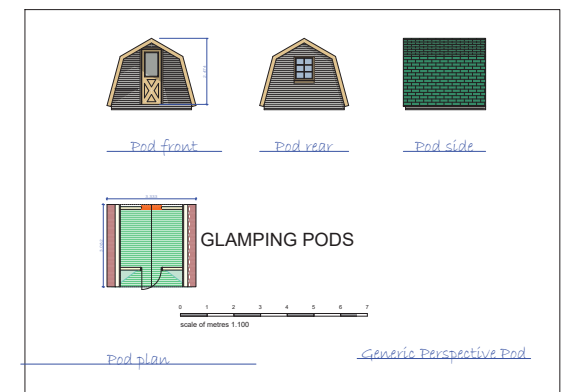 Pod front
Pod rear
Pod side
GLAMPING PODS
0 1 2 3 4 5 6 7
scale of metres 1.100
Pod plan
Generic Perspective Pod